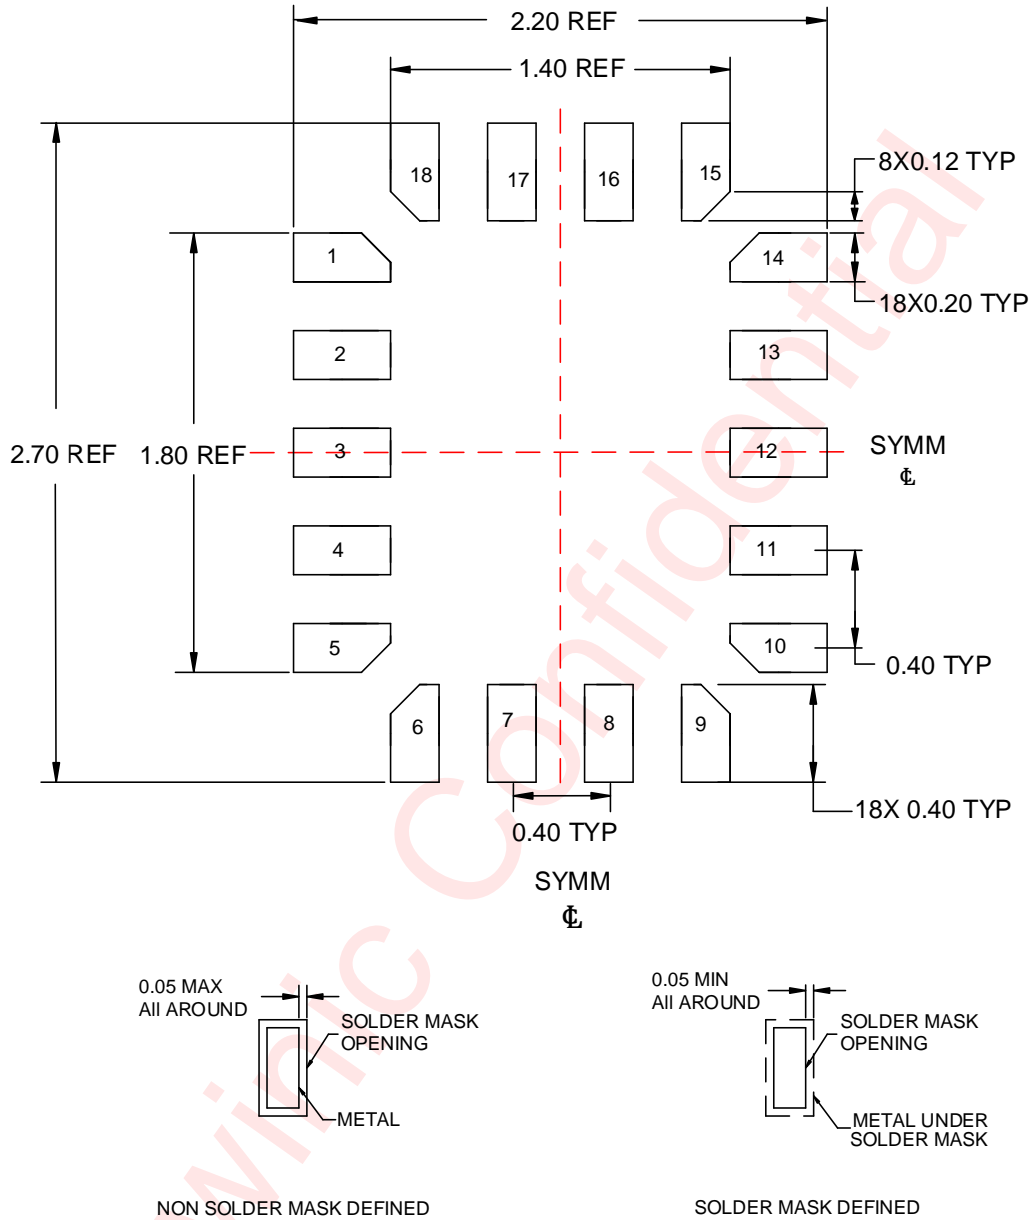 2.20 REF
1.40 REF
18
17
16
15
8X0.12 TYP
1
14
18X0.20 TYP
2
13
2.70 REF
1.80 REF
3
12
SYMM
℄
4
11
5
10
0.40 TYP
6
7
8
9
18X 0.40 TYP
0.40 TYP
SYMM
℄
0.05 MAX
All AROUND
SOLDER MASK
OPENING
METAL
NON SOLDER MASK DEFINED
0.05 MIN
All AROUND
SOLDER MASK
OPENING
METAL UNDER
SOLDER MASK
SOLDER MASK DEFINED
winic Confidential